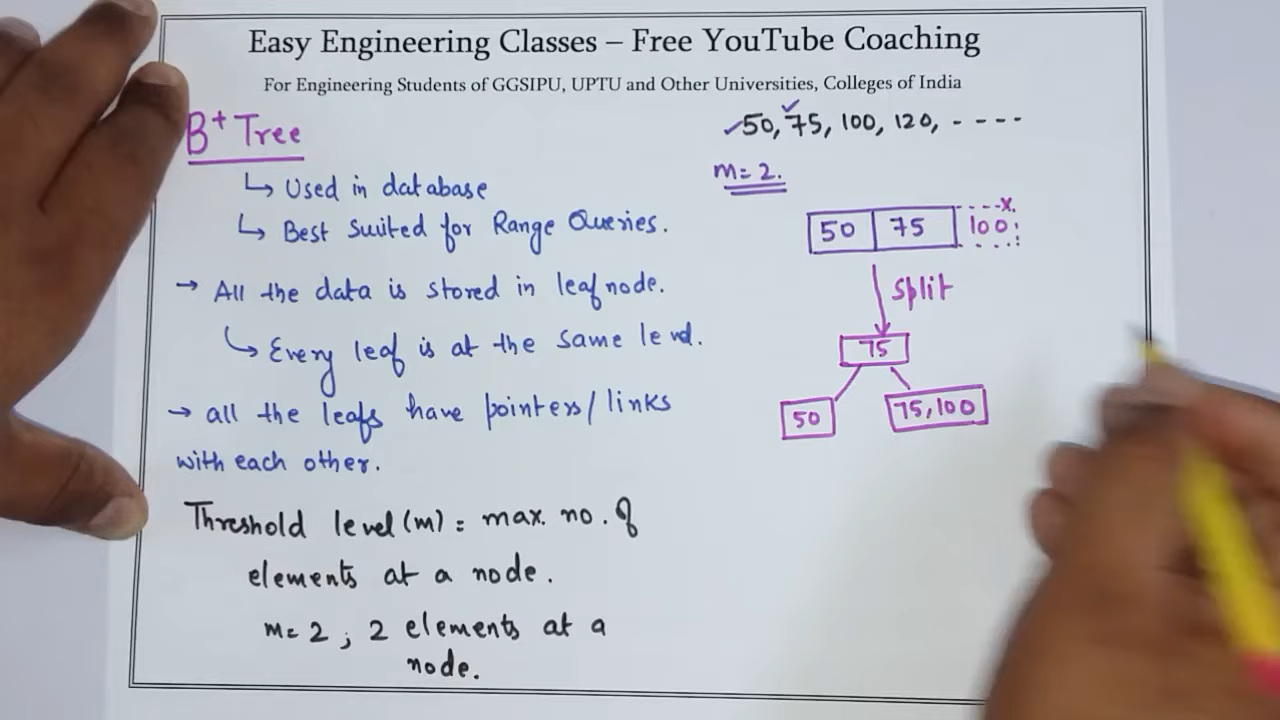 Easy Engineering Classes – Free YouTube Coaching
For Engineering Students of GGSIPU, UPTU and Other Universities, Colleges of India
B+ Tree
↳ Used in database
↳ Best Suited for Range Queries.
→ All the data is stored in leaf node.
↳ Every leaf is at the same level.
→ all the leafs have pointers/links
with each other.
Threshold level (m) = max. no. of
elements at a node.
m = 2 ; 2 elements at a
node.
50, 75, 100, 120, - - - -
m = 2.
50 75 100
split
75
50 75, 100